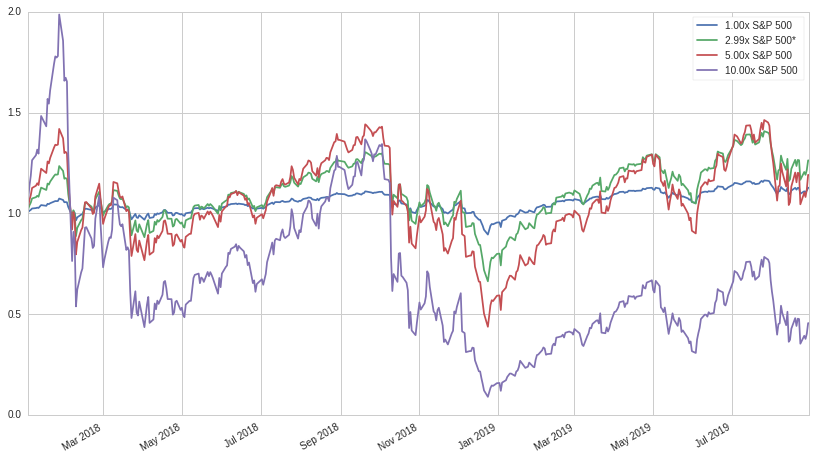 2.0
1.5
1.0
0.5
0.0
1.00x S&P 500
2.99x S&P 500*
5.00x S&P 500
10.00x S&P 500
Mar 2018
May 2018
Jul 2018
Sep 2018
Nov 2018
Jan 2019
Mar 2019
May 2019
Jul 2019